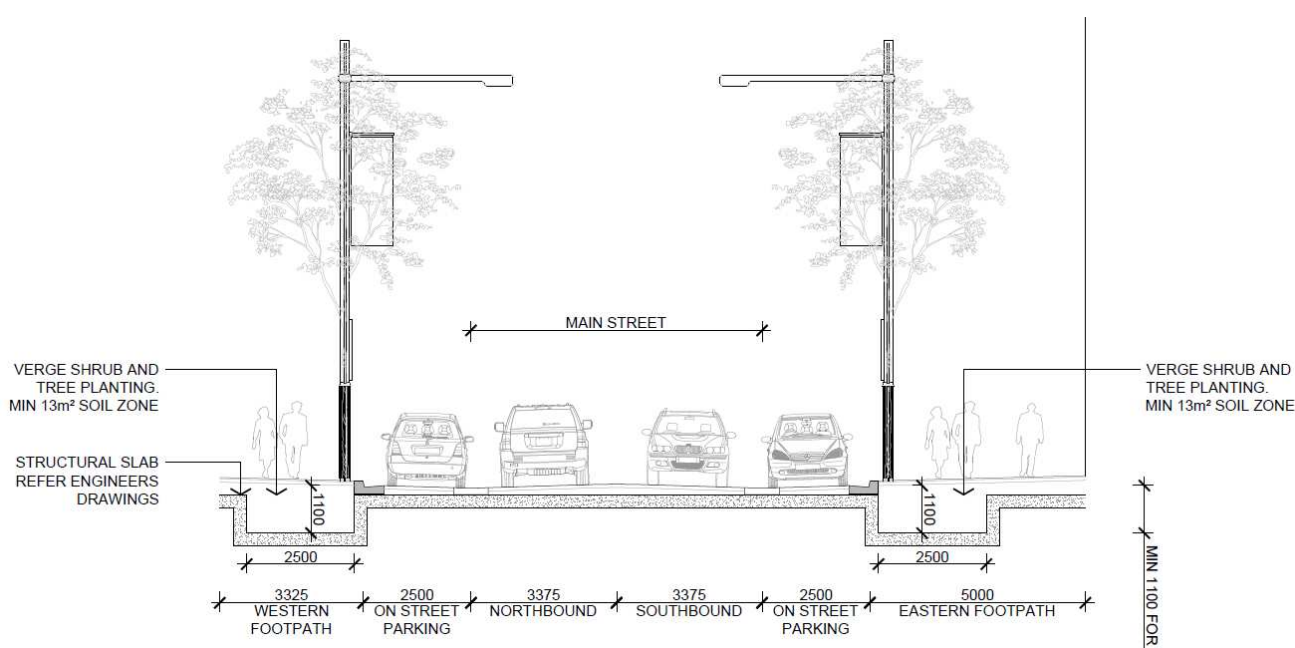 MAIN STREET
VERGE SHRUB AND
TREE PLANTING.
MIN 13m² SOIL ZONE
STRUCTURAL SLAB
REFER ENGINEERS
DRAWINGS
VERGE SHRUB AND
TREE PLANTING.
MIN 13m² SOIL ZONE
1100
1100
2500
2500
MIN 1100 FOR
3325
WESTERN
FOOTPATH
2500
ON STREET
PARKING
3375
NORTHBOUND
3375
SOUTHBOUND
2500
ON STREET
PARKING
5000
EASTERN FOOTPATH